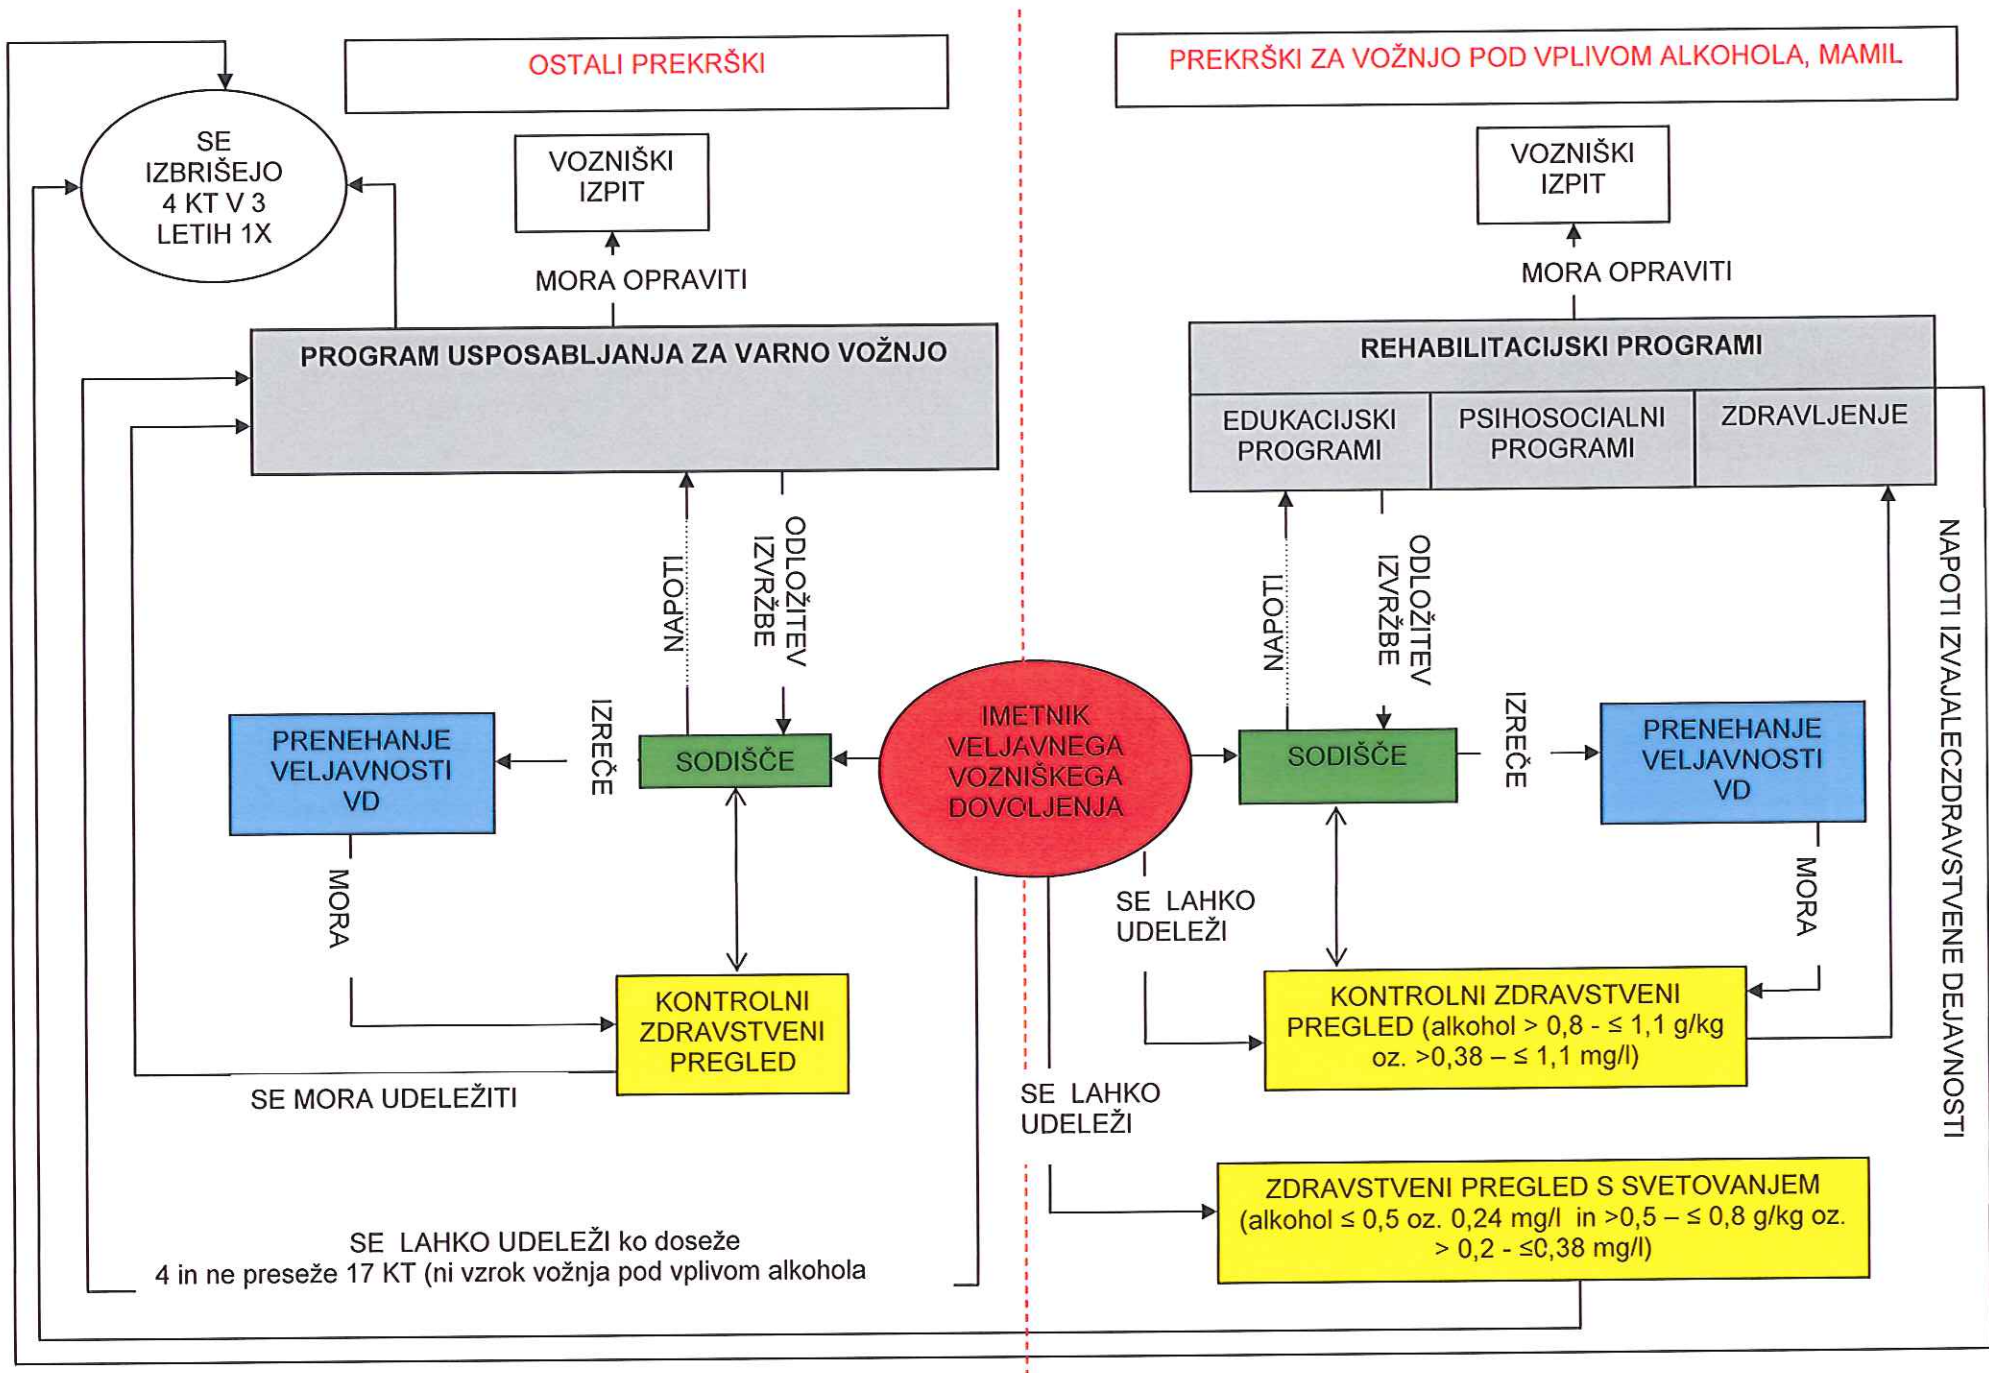 OSTALI PREKRŠKI
PREKRŠKI ZA VOŽNJO POD VPLIVOM ALKOHOLA, MAMIL
SE
IZBRIŠEJO
4 KT V 3
LETIH 1X
VOZNIŠKI
IZPIT
VOZNIŠKI
IZPIT
MORA OPRAVITI
MORA OPRAVITI
PROGRAM USPOSABLJANJA ZA VARNO VOŽNJO
REHABILITACIJSKI PROGRAMI
EDUKACIJSKI
PROGRAMI
PSIHOSOCIALNI
PROGRAMI
ZDRAVLJENJE
NAPOTI
ODLOŽITEV
IZVRŽBE
NAPOTI
ODLOŽITEV
IZVRŽBE
NAPOTI IZVAJALECZDRAVSTVENE DEJAVNOSTI
PRENEHANJE
VELJAVNOSTI
VD
IZREČE
SODIŠČE
IMETNIK
VELJAVNEGA
VOZNIŠKEGA
DOVCLJENJA
SODIŠČE
IZREČE
PRENEHANJE
VELJAVNOSTI
VD
MORA
SE LAHKO
UDELEŽI
MORA
KONTROLNI
ZDRAVSTVENI
PREGLED
KONTROLNI ZDRAVSTVENI
PREGLED (alkohol > 0,8 - ≤ 1,1 g/kg
oz. >0,38 – ≤ 1,1 mg/l)
SE MORA UDELEŽITI
SE LAHKO
UDELEŽI
ZDRAVSTVENI PREGLED S SVETOVANJEM
(alkohol ≤ 0,5 oz. 0,24 mg/l in >0,5 – ≤ 0,8 g/kg oz.
> 0,2 - ≤0,38 mg/l)
SE LAHKO UDELEŽI ko doseže
4 in ne preseže 17 KT (ni vzrok vožnja pod vplivom alkohola